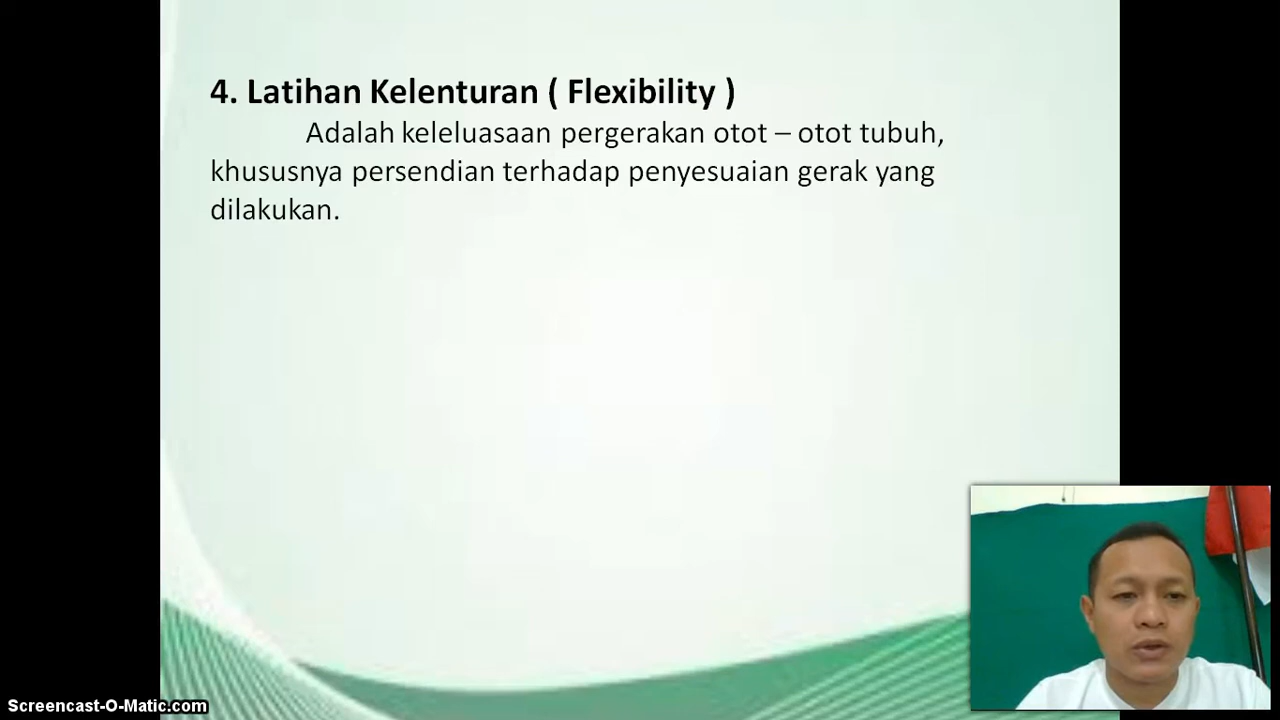 4. Latihan Kelenturan ( Flexibility )
Adalah keleluasaan pergerakan otot – otot tubuh,
khususnya persendian terhadap penyesuaian gerak yang
dilakukan.
Screencast-O-Matic.com